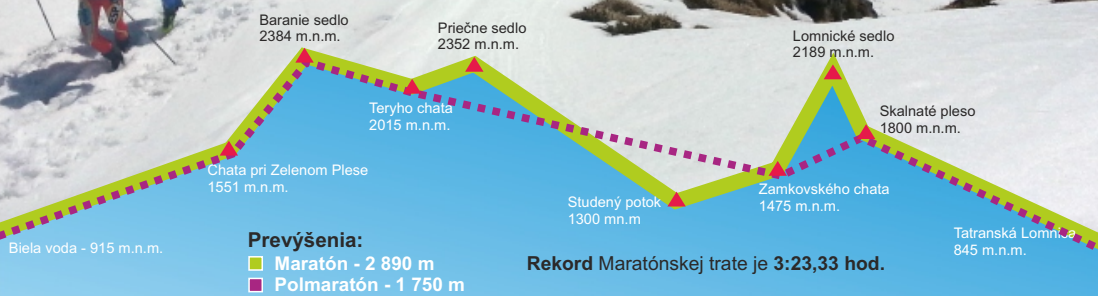 Baranie sedlo
2384 m.n.m.
Priečne sedlo
2352 m.n.m.
Lomnické sedlo
2189 m.n.m.
Teryho chata
2015 m.n.m.
Skalnaté pleso
1800 m.n.m.
Chata pri Zelenom Plese
1551 m.n.m.
Studený potok
1300 mn.m
Zamkovského chata
1475 m.n.m.
Biela voda - 915 m.n.m.
Tatranská Lomnica
845 m.n.m.
Prevýšenia:
Maratón - 2 890 m
Polmaratón - 1 750 m
Rekord Maratónskej trate je 3:23,33 hod.